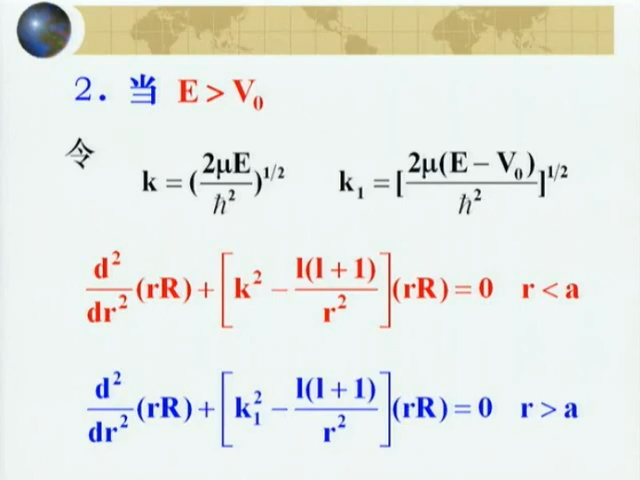 2．当 E > V₀
令 k = (2μE/ħ²)^1/2 k₁ = [2μ(E − V₀)/ħ²]^1/2
d²/dr² (rR) + [k² − l(l + 1)/r²] (rR) = 0 r < a
d²/dr² (rR) + [k₁² − l(l + 1)/r²] (rR) = 0 r > a